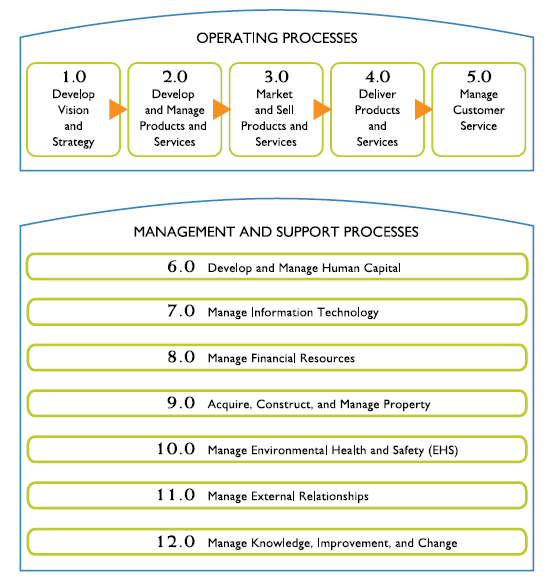 OPERATING PROCESSES
1.0
Develop
Vision
and
Strategy
2.0
Develop
and Manage
Products and
Services
3.0
Market
and Sell
Products and
Services
4.0
Deliver
Products
and
Services
5.0
Manage
Customer
Service
MANAGEMENT AND SUPPORT PROCESSES
6.0 Develop and Manage Human Capital
7.0 Manage Information Technology
8.0 Manage Financial Resources
9.0 Acquire, Construct, and Manage Property
10.0 Manage Environmental Health and Safety (EHS)
11.0 Manage External Relationships
12.0 Manage Knowledge, Improvement, and Change